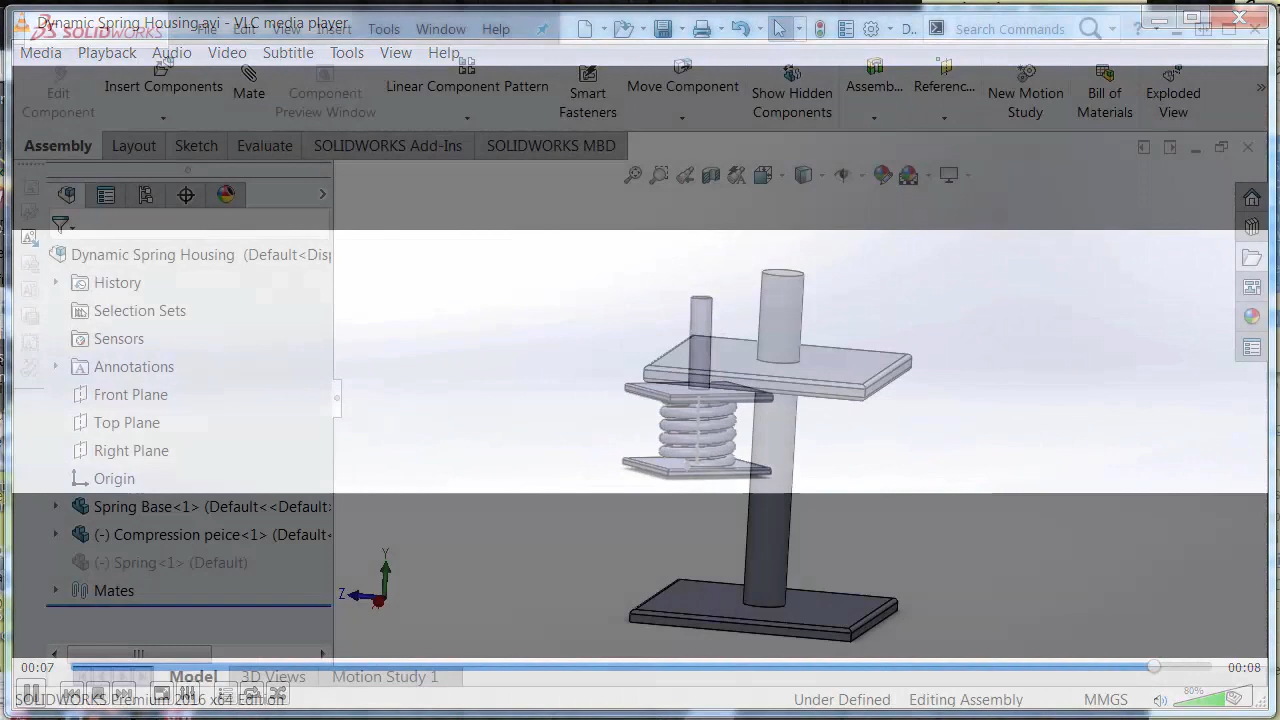 Dynamic Spring Housing.avi - VLC media player
SOLIDWORKS File Edit View Insert Tools Window Help D.. Search Commands ?
Media Playback Audio Video Subtitle Tools View Help
Edit Component
Insert Components
Mate
Component Preview Window
Linear Component Pattern
Smart Fasteners
Move Component
Show Hidden Components
Assemb...
Referenc...
New Motion Study
Bill of Materials
Exploded View
Assembly Layout Sketch Evaluate SOLIDWORKS Add-Ins SOLIDWORKS MBD
Dynamic Spring Housing (Default<Disp
History
Selection Sets
Sensors
Annotations
Front Plane
Top Plane
Right Plane
Origin
Spring Base<1> (Default<<Default>
(-) Compression peice<1> (Default<
(-) Spring<1> (Default)
Mates
Y
Z
00:07 00:08
Model 3D Views Motion Study 1
SOLIDWORKS Premium 2016 x64 Edition Under Defined Editing Assembly MMGS 80%